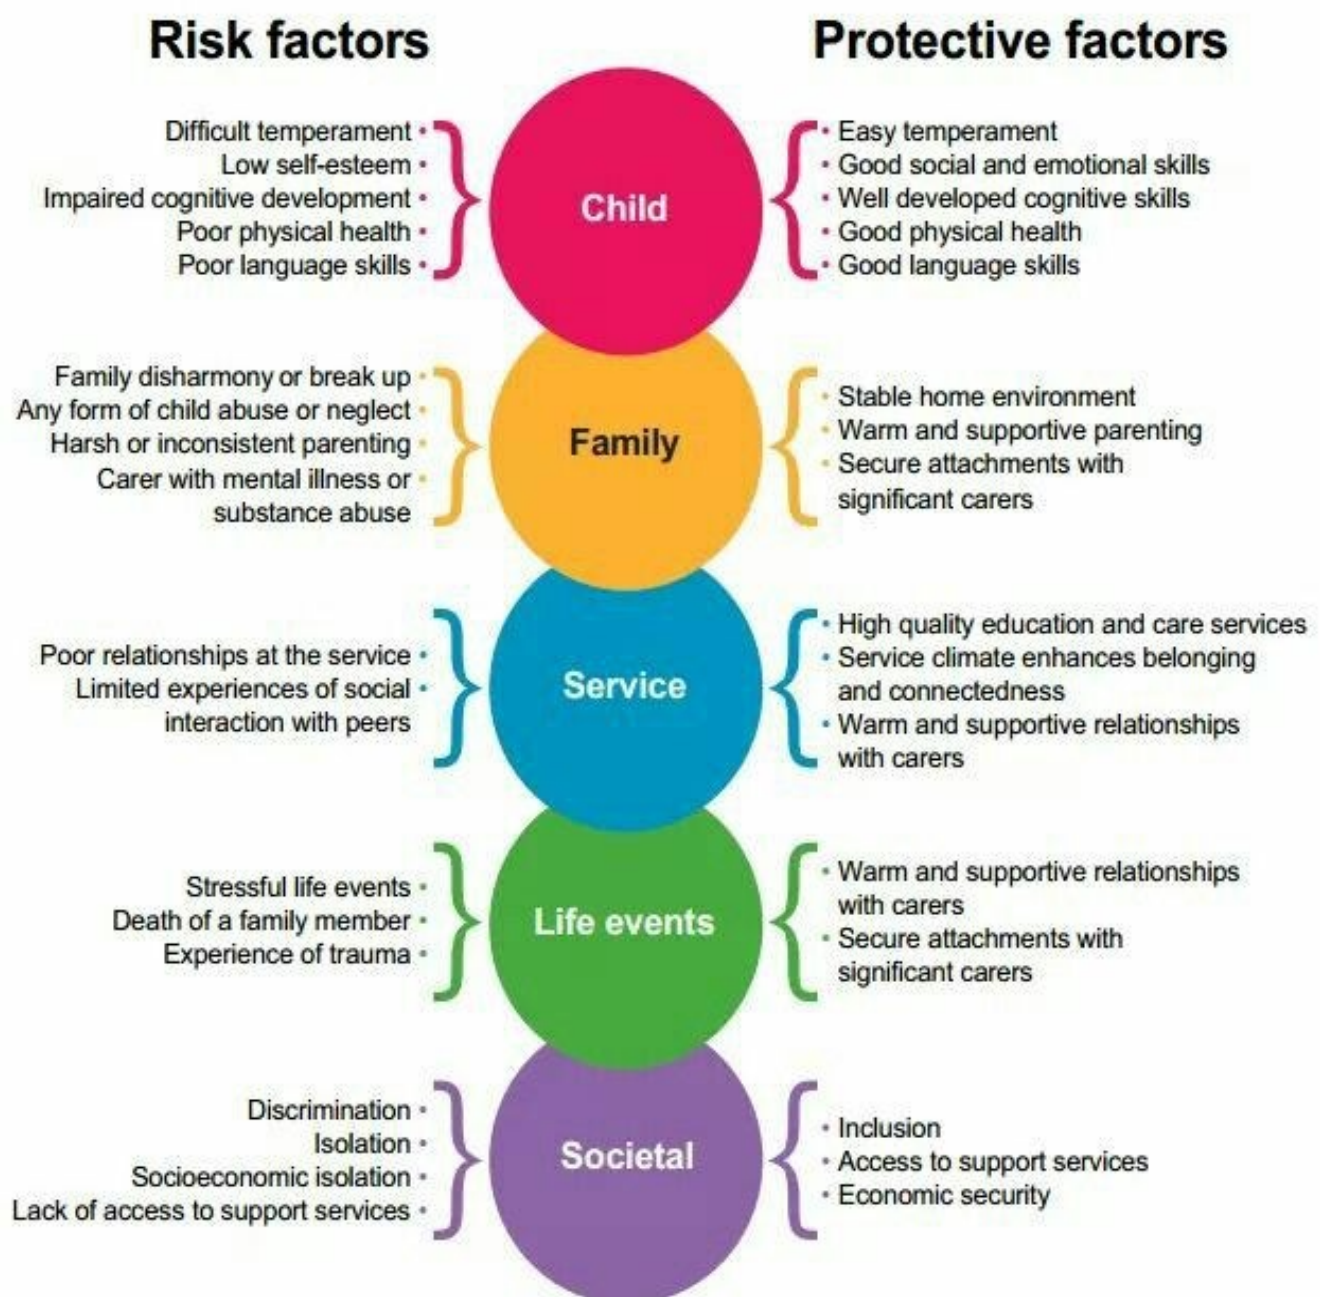 Risk factors
Protective factors
Difficult temperament •
Low self-esteem •
Impaired cognitive development •
Poor physical health •
Poor language skills •
Child
• Easy temperament
• Good social and emotional skills
• Well developed cognitive skills
• Good physical health
• Good language skills
Family disharmony or break up •
Any form of child abuse or neglect •
Harsh or inconsistent parenting •
Carer with mental illness or •
substance abuse
Family
• Stable home environment
• Warm and supportive parenting
• Secure attachments with
significant carers
Poor relationships at the service •
Limited experiences of social •
interaction with peers
Service
• High quality education and care services
• Service climate enhances belonging
and connectedness
• Warm and supportive relationships
with carers
Stressful life events •
Death of a family member •
Experience of trauma •
Life events
• Warm and supportive relationships
with carers
• Secure attachments with
significant carers
Discrimination •
Isolation •
Socioeconomic isolation •
Lack of access to support services •
Societal
• Inclusion
• Access to support services
• Economic security